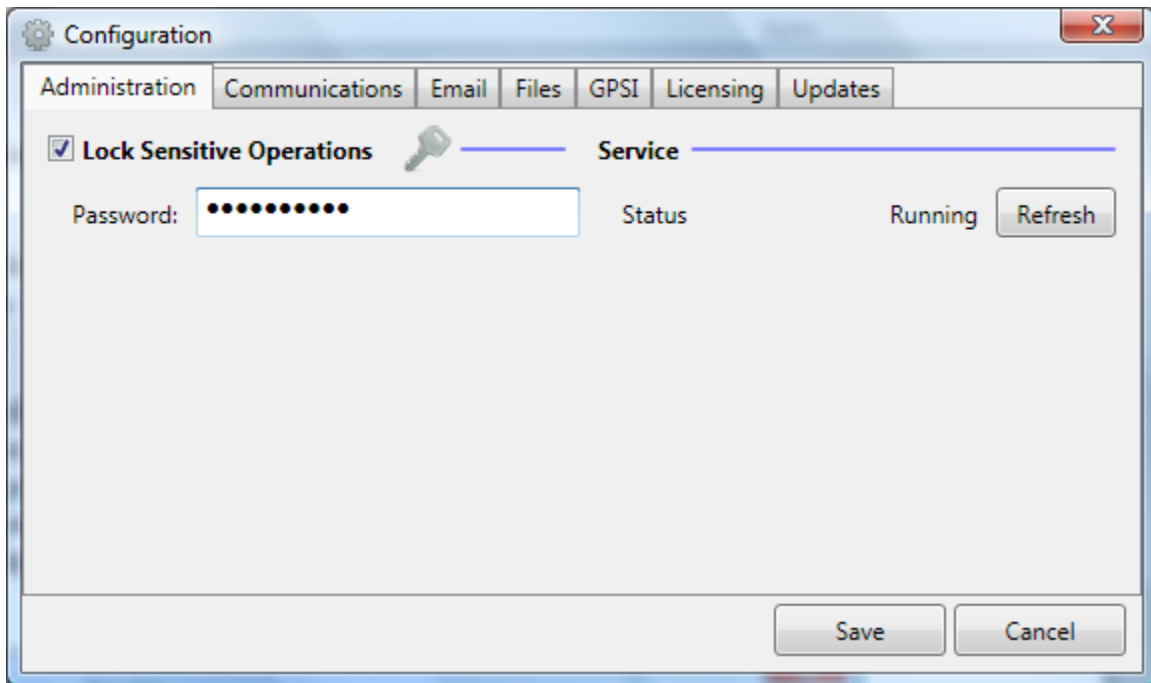 Configuration
Administration Communications Email Files GPSI Licensing Updates
Lock Sensitive Operations Service
Password: •••••••••• Status Running Refresh
Save Cancel